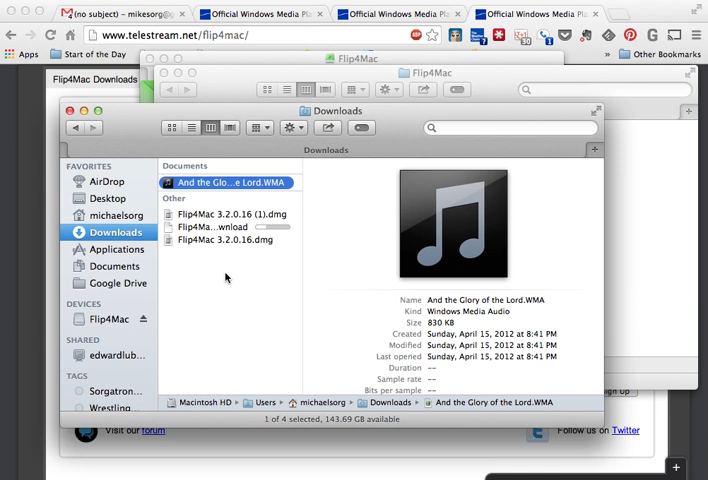 (no subject) – mikesorg@g
Official Windows Media Pla
Official Windows Media Pla
Official Windows Media Pla
www.telestream.net/flip4mac/
Apps
Start of the Day
Other Bookmarks
Flip4Mac Downloads
Flip4Mac
Flip4Mac
Downloads
Downloads
FAVORITES
AirDrop
Desktop
michaelsorg
Downloads
Applications
Documents
Google Drive
DEVICES
Flip4Mac
SHARED
edwardlub...
TAGS
Sorgatron...
Wrestling...
Documents
And the Glo...e Lord.WMA
Other
Flip4Mac 3.2.0.16 (1).dmg
Flip4Ma...wnload
Flip4Mac 3.2.0.16.dmg
Name And the Glory of the Lord.WMA
Kind Windows Media Audio
Size 830 KB
Created Sunday, April 15, 2012 at 8:41 PM
Modified Sunday, April 15, 2012 at 8:41 PM
Last opened Sunday, April 15, 2012 at 8:41 PM
Duration --
Sample rate --
Bits per sample --
Macintosh HD ▸ Users ▸ michaelsorg ▸ Downloads ▸ And the Glory of the Lord.WMA
1 of 4 selected, 143.69 GB available
Sign Up
Visit our forum
Follow us on Twitter